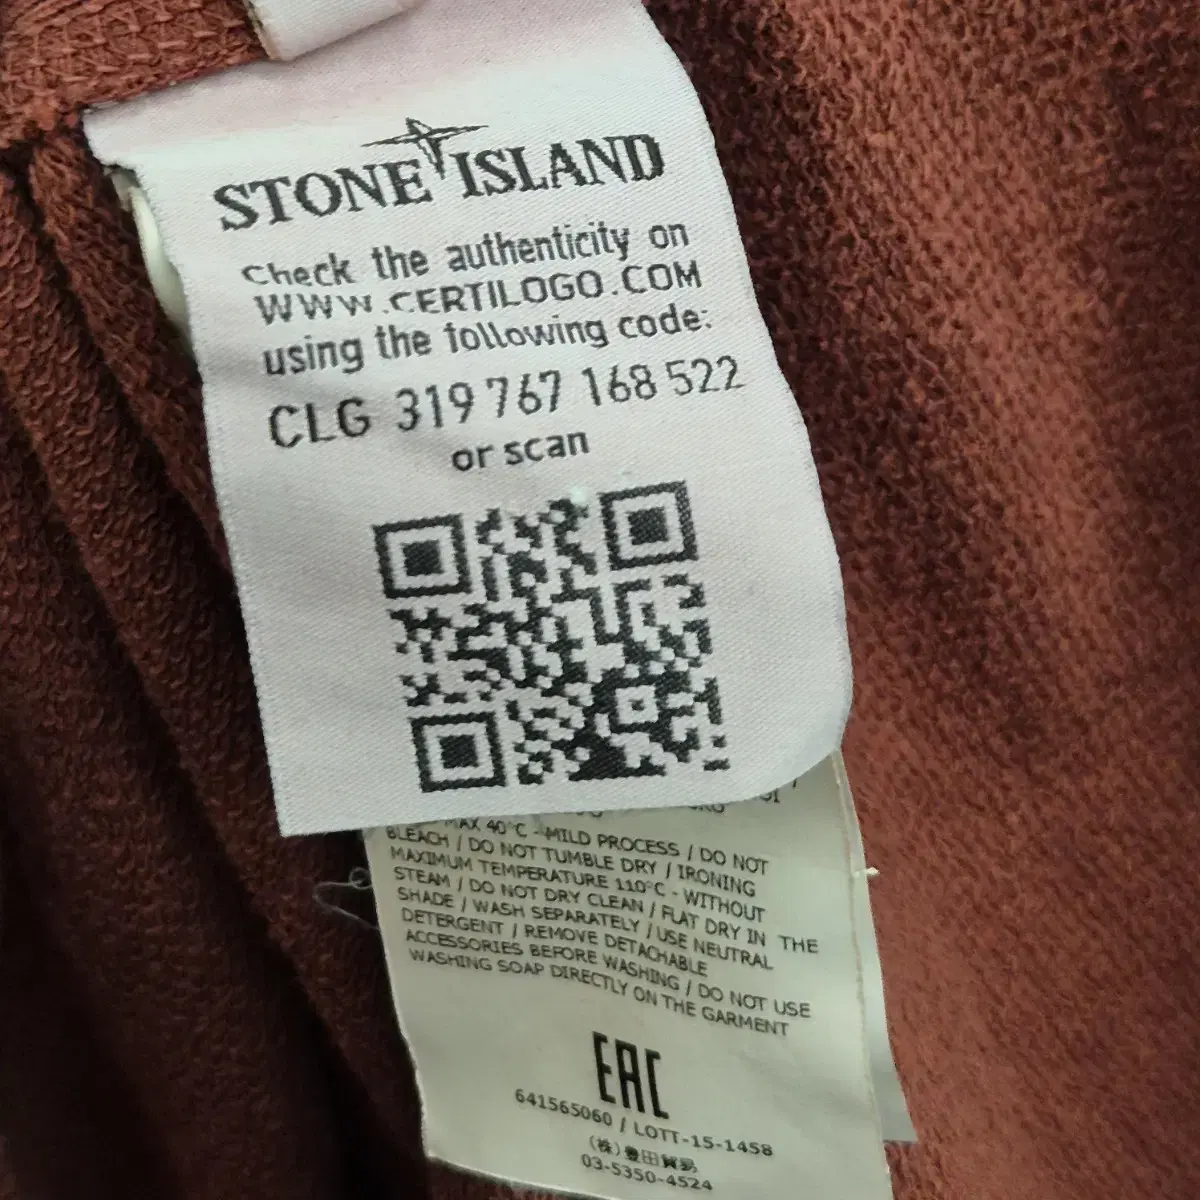 STONE ISLAND
Check the authenticity on
WWW.CERTILOGO.COM
using the following code:
CLG 319 767 168 522
or scan
MAX 40°C - MILD PROCESS / DO NOT
BLEACH / DO NOT TUMBLE DRY / IRONING
MAXIMUM TEMPERATURE 110°C - WITHOUT
STEAM / DO NOT DRY CLEAN / FLAT DRY IN THE
SHADE / WASH SEPARATELY / USE NEUTRAL
DETERGENT / REMOVE DETACHABLE
ACCESSORIES BEFORE WASHING / DO NOT USE
WASHING SOAP DIRECTLY ON THE GARMENT
EAC
641565060 / LOTT-15-1458
(株)豊田貿易
03-5350-4524